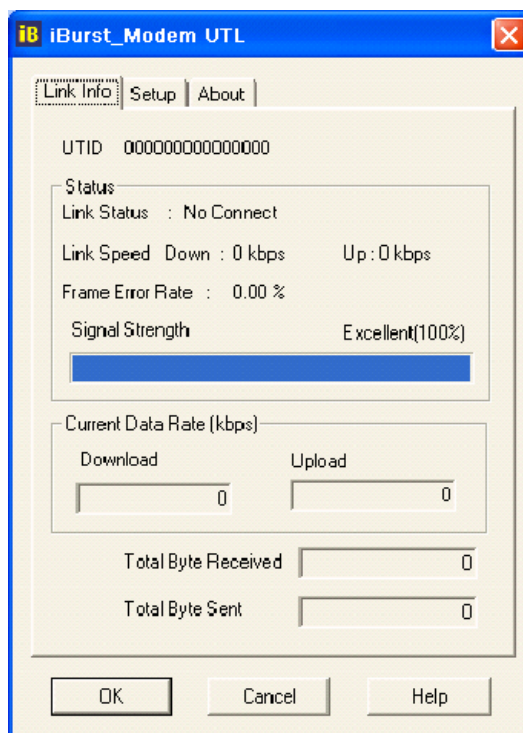 iB iBurst_Modem UTL
Link Info Setup About
UTID 000000000000000
Status
Link Status : No Connect
Link Speed Down : 0 kbps Up : 0 kbps
Frame Error Rate : 0.00 %
Signal Strength Excellent(100%)
Current Data Rate (kbps)
Download Upload
0 0
Total Byte Received 0
Total Byte Sent 0
OK Cancel Help